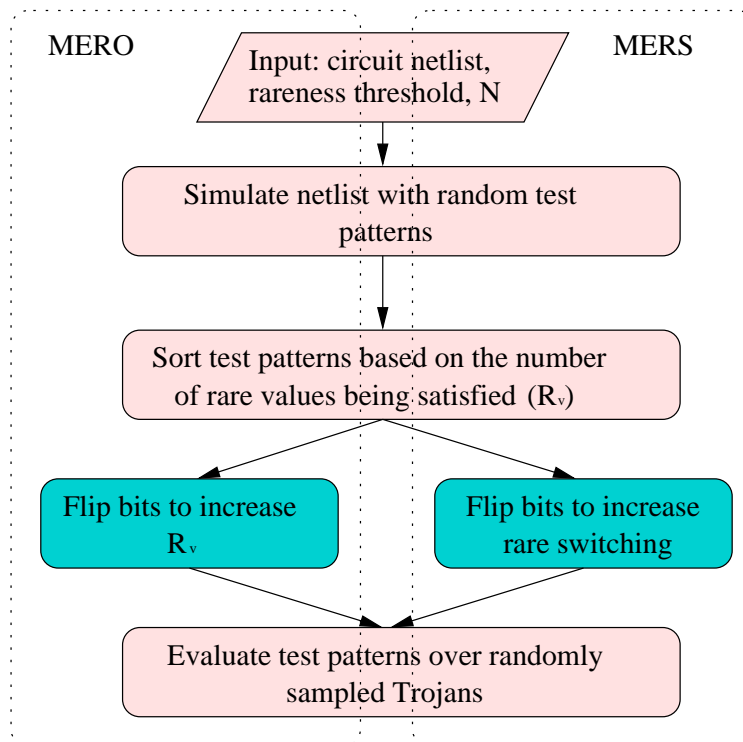 MERO
MERS
Input: circuit netlist,
rareness threshold, N
Simulate netlist with random test
patterns
Sort test patterns based on the number
of rare values being satisfied (Rᵥ)
Flip bits to increase
Rᵥ
Flip bits to increase
rare switching
Evaluate test patterns over randomly
sampled Trojans